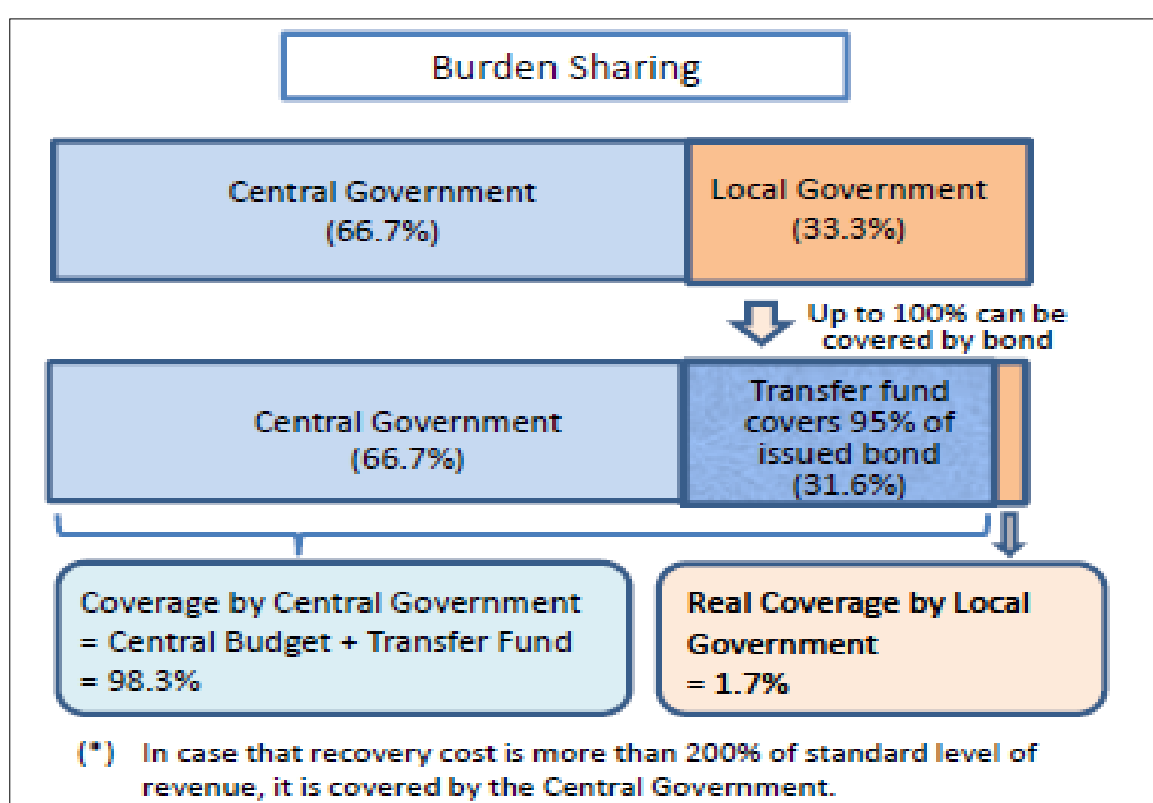 Burden Sharing
Central Government
(66.7%)
Local Government
(33.3%)
Up to 100% can be
covered by bond
Central Government
(66.7%)
Transfer fund
covers 95% of
issued bond
(31.6%)
Coverage by Central Government
= Central Budget + Transfer Fund
= 98.3%
Real Coverage by Local
Government
= 1.7%
(*) In case that recovery cost is more than 200% of standard level of
revenue, it is covered by the Central Government.